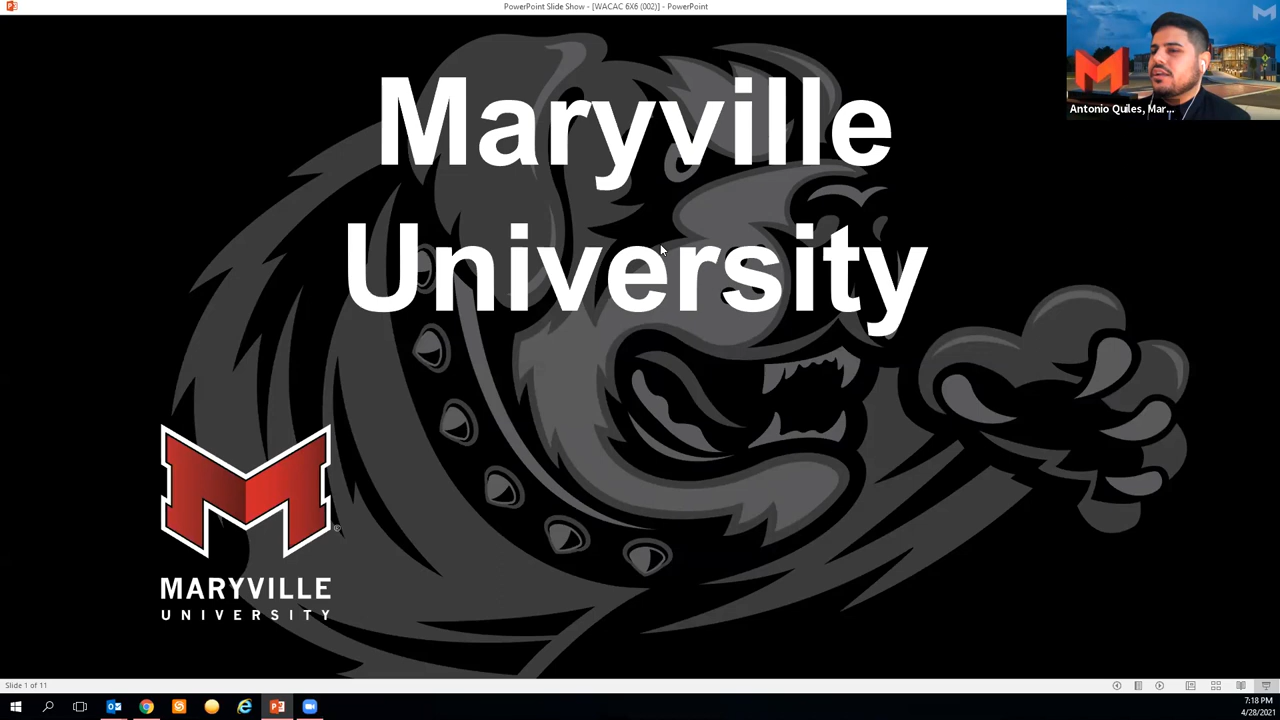 PowerPoint Slide Show - [WACAC 6X6 (002)] - PowerPoint
Antonio Quiles, Mar...
Maryville
University
MARYVILLE
UNIVERSITY
Slide 1 of 11
7:18 PM
4/28/2021